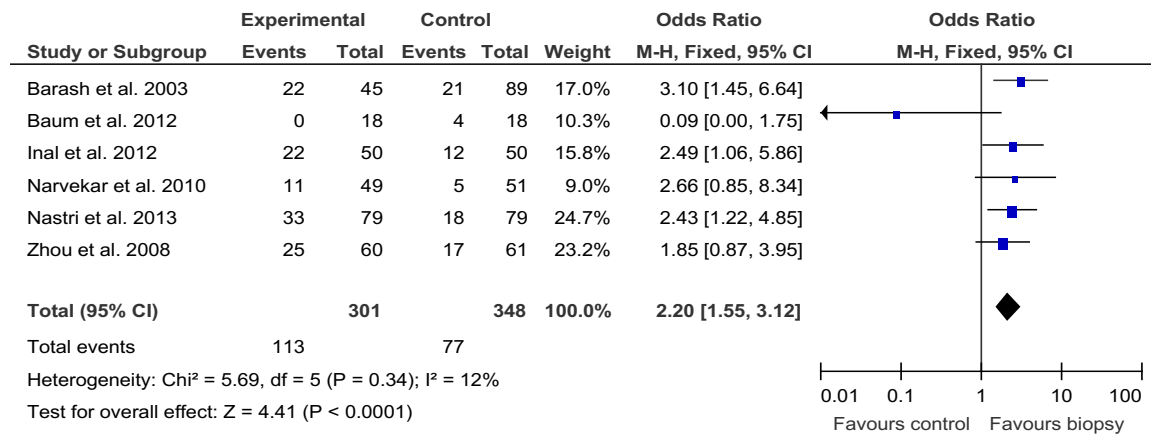 Experimental Control Odds Ratio Odds Ratio
Study or Subgroup Events Total Events Total Weight M-H, Fixed, 95% CI M-H, Fixed, 95% CI
Barash et al. 2003 22 45 21 89 17.0% 3.10 [1.45, 6.64]
Baum et al. 2012 0 18 4 18 10.3% 0.09 [0.00, 1.75]
Inal et al. 2012 22 50 12 50 15.8% 2.49 [1.06, 5.86]
Narvekar et al. 2010 11 49 5 51 9.0% 2.66 [0.85, 8.34]
Nastri et al. 2013 33 79 18 79 24.7% 2.43 [1.22, 4.85]
Zhou et al. 2008 25 60 17 61 23.2% 1.85 [0.87, 3.95]
Total (95% CI) 301 348 100.0% 2.20 [1.55, 3.12]
Total events 113 77
Heterogeneity: Chi² = 5.69, df = 5 (P = 0.34); I² = 12%
Test for overall effect: Z = 4.41 (P < 0.0001)
0.01 0.1 1 10 100
Favours control Favours biopsy